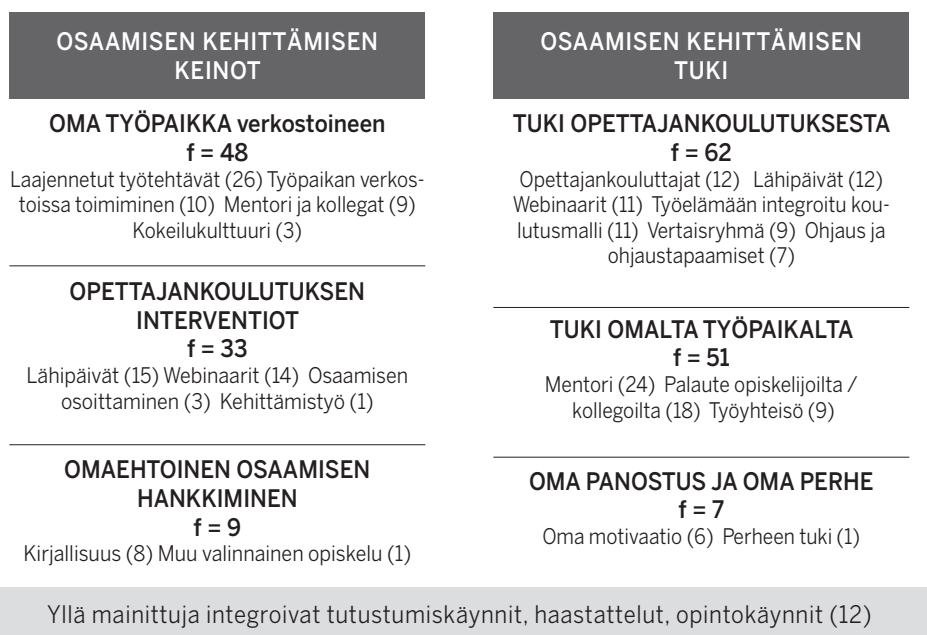 OSAAMISEN KEHITTÄMISEN
KEINOT
OMA TYÖPAIKKA verkostoineen
f = 48
Laajennetut työtehtävät (26) Työpaikan verkos-
toissa toimiminen (10) Mentori ja kollegat (9)
Kokeilukulttuuri (3)
OPETTAJANKOULUTUKSEN
INTERVENTIOT
f = 33
Lähipäivät (15) Webinaarit (14) Osaamisen
osoittaminen (3) Kehittämistyö (1)
OMAEHTOINEN OSAAMISEN
HANKKIMINEN
f = 9
Kirjallisuus (8) Muu valinnainen opiskelu (1)
OSAAMISEN KEHITTÄMISEN
TUKI
TUKI OPETTAJANKOULUTUKSESTA
f = 62
Opettajankouluttajat (12) Lähipäivät (12)
Webinaarit (11) Työelämään integroitu kou-
lutusmalli (11) Vertaisryhmä (9) Ohjaus ja
ohjaustapaamiset (7)
TUKI OMALTA TYÖPAIKALTA
f = 51
Mentori (24) Palaute opiskelijoilta /
kollegoilta (18) Työyhteisö (9)
OMA PANOSTUS JA OMA PERHE
f = 7
Oma motivaatio (6) Perheen tuki (1)
Yllä mainittuja integroivat tutustumiskäynnit, haastattelut, opintokäynnit (12)